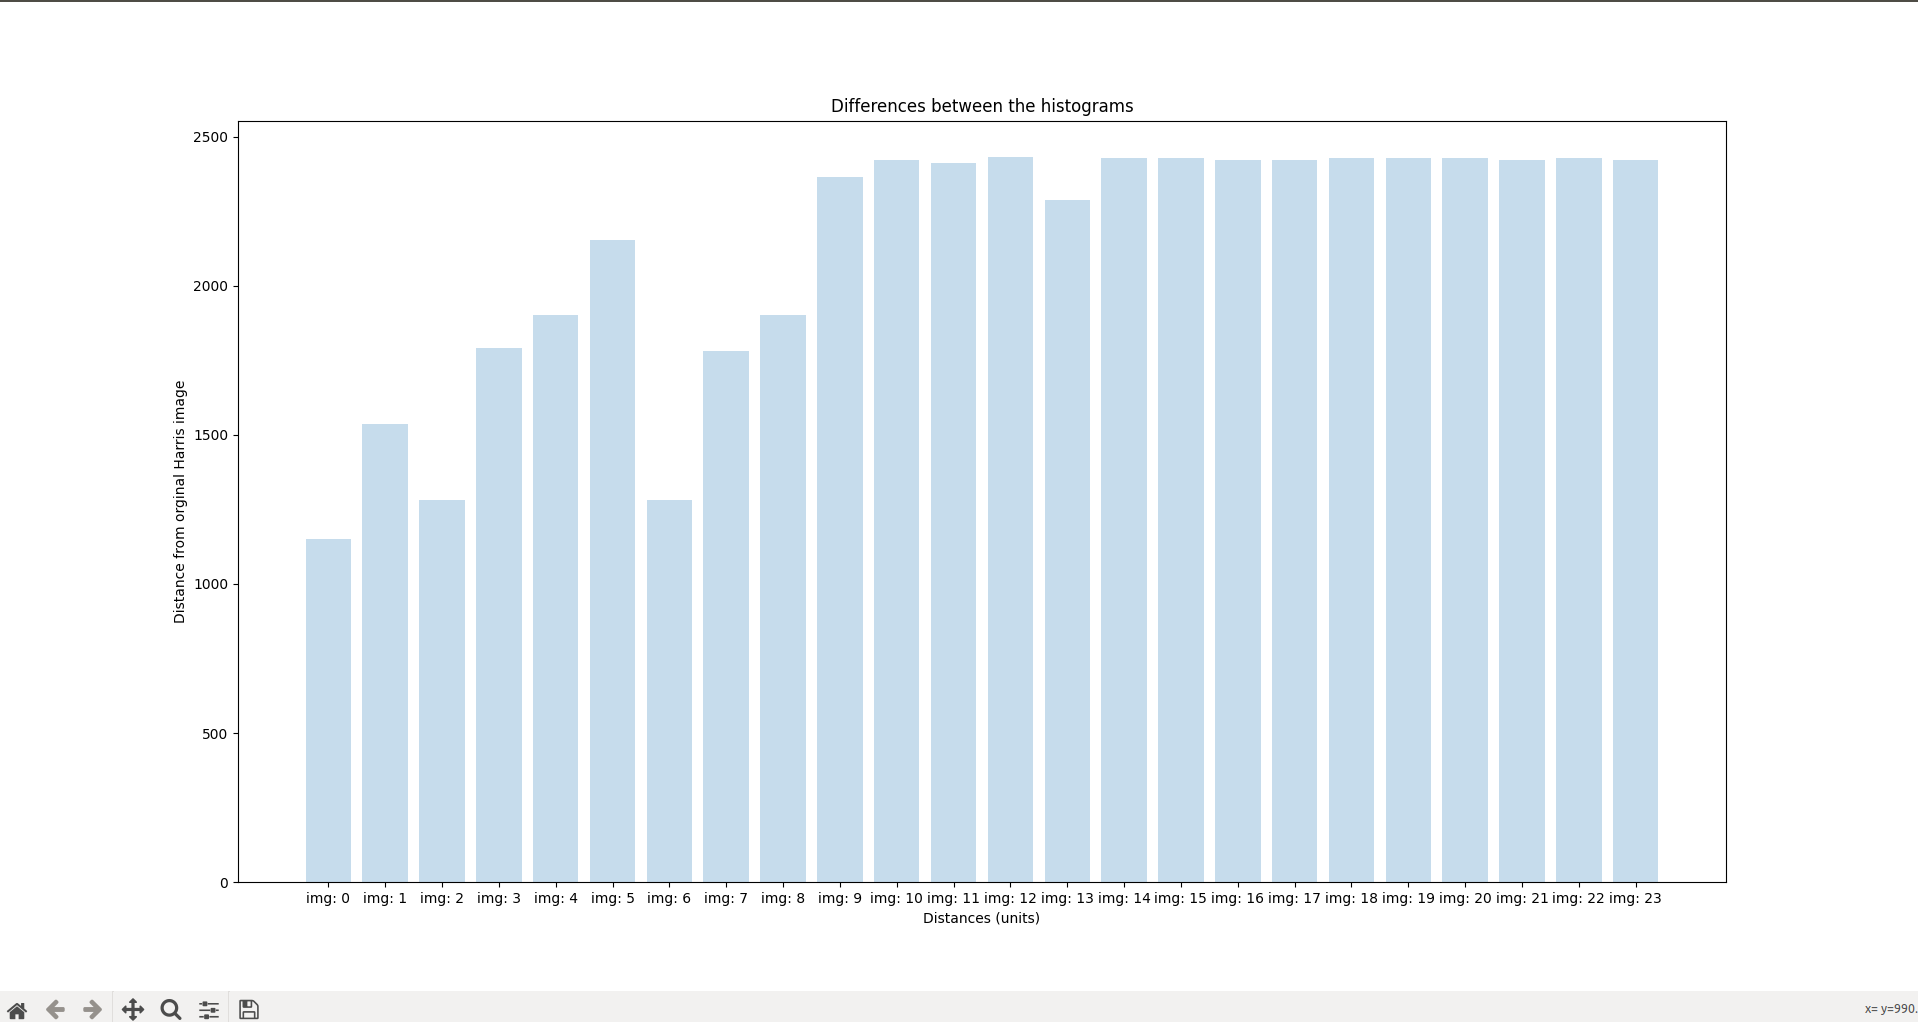 Differences between the histograms
2500
2000
1500
1000
500
0
Distance from orginal Harris image
img: 0 img: 1 img: 2 img: 3 img: 4 img: 5 img: 6 img: 7 img: 8 img: 9 img: 10 img: 11 img: 12 img: 13 img: 14 img: 15 img: 16 img: 17 img: 18 img: 19 img: 20 img: 21 img: 22 img: 23
Distances (units)
x= y=990.